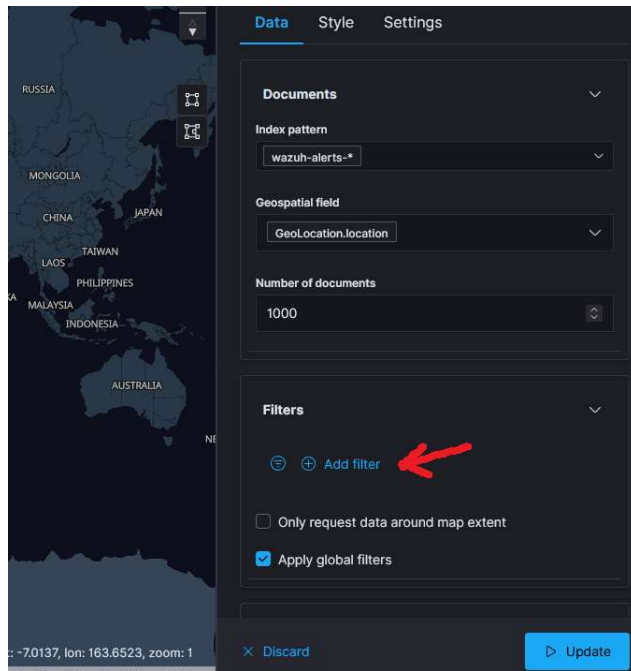 RUSSIA
MONGOLIA
CHINA
JAPAN
TAIWAN
LAOS
PHILIPPINES
MALAYSIA
INDONESIA
AUSTRALIA
-7.0137, lon: 163.6523, zoom: 1
Data Style Settings
Documents
Index pattern
wazuh-alerts-*
Geospatial field
GeoLocation.location
Number of documents
1000
Filters
Add filter
Only request data around map extent
Apply global filters
Discard Update